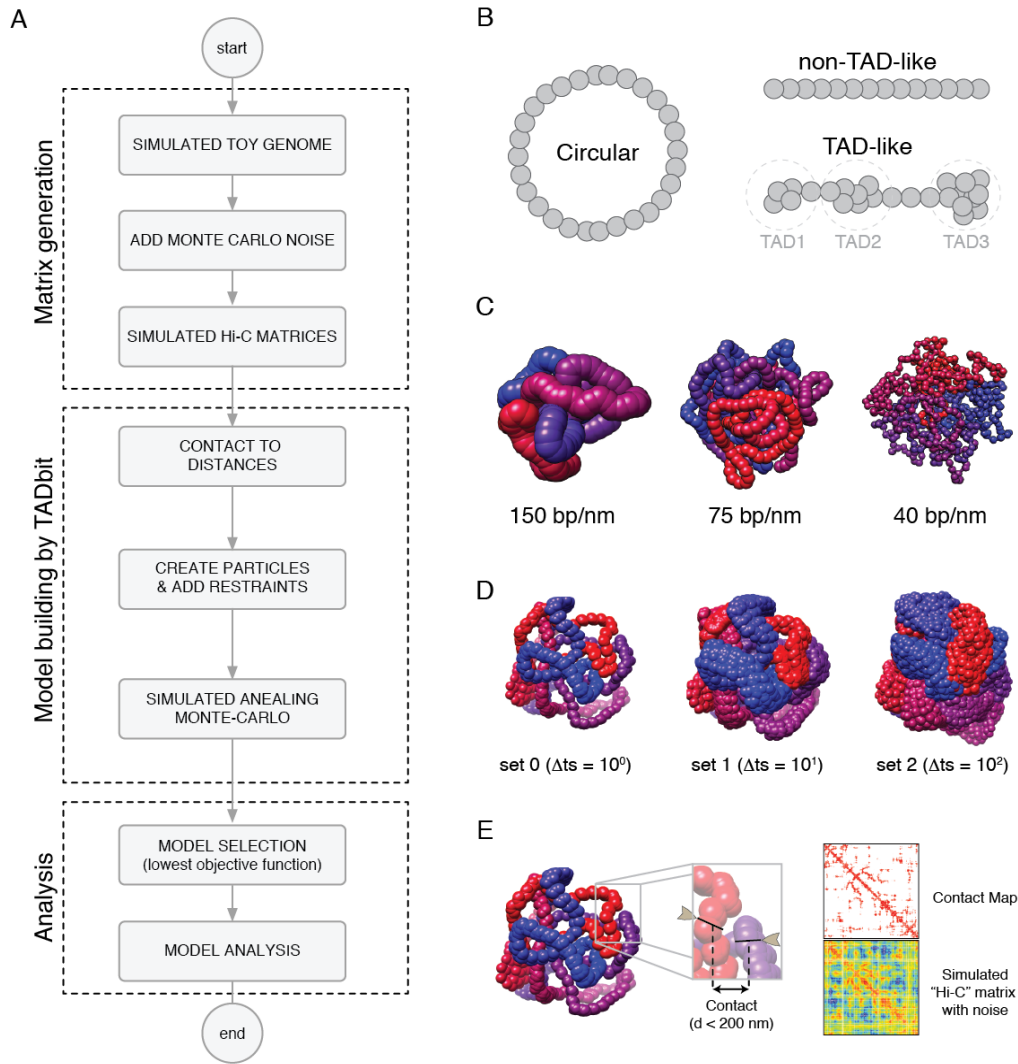 A
start
Matrix generation
SIMULATED TOY GENOME
ADD MONTE CARLO NOISE
SIMULATED Hi-C MATRICES
Model building by TADbit
CONTACT TO
DISTANCES
CREATE PARTICLES
& ADD RESTRAINTS
SIMULATED ANEALING
MONTE-CARLO
Analysis
MODEL SELECTION
(lowest objective function)
MODEL ANALYSIS
end
B
Circular
non-TAD-like
TAD-like
TAD1
TAD2
TAD3
C
150 bp/nm
75 bp/nm
40 bp/nm
D
set 0 (Δts = 10⁰)
set 1 (Δts = 10¹)
set 2 (Δts = 10²)
E
Contact
(d < 200 nm)
Contact Map
Simulated
“Hi-C” matrix
with noise